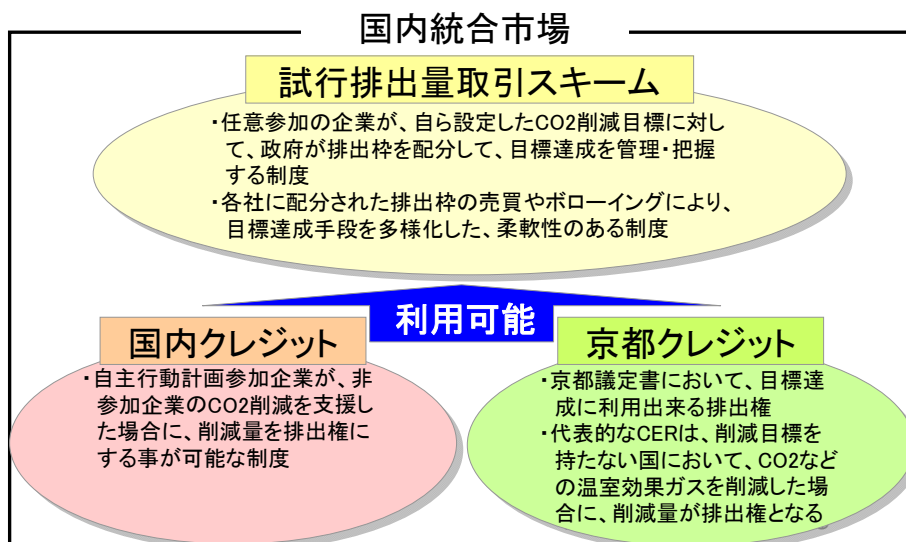 国内統合市場
試行排出量取引スキーム
・任意参加の企業が、自ら設定したCO2削減目標に対し
て、政府が排出枠を配分して、目標達成を管理・把握
する制度
・各社に配分された排出枠の売買やボローイングにより、
目標達成手段を多様化した、柔軟性のある制度
利用可能
国内クレジット
・自主行動計画参加企業が、非
参加企業のCO2削減を支援し
た場合に、削減量を排出権に
する事が可能な制度
京都クレジット
・京都議定書において、目標達
成に利用出来る排出権
・代表的なCERは、削減目標を
持たない国において、CO2など
の温室効果ガスを削減した場
合に、削減量が排出権となる